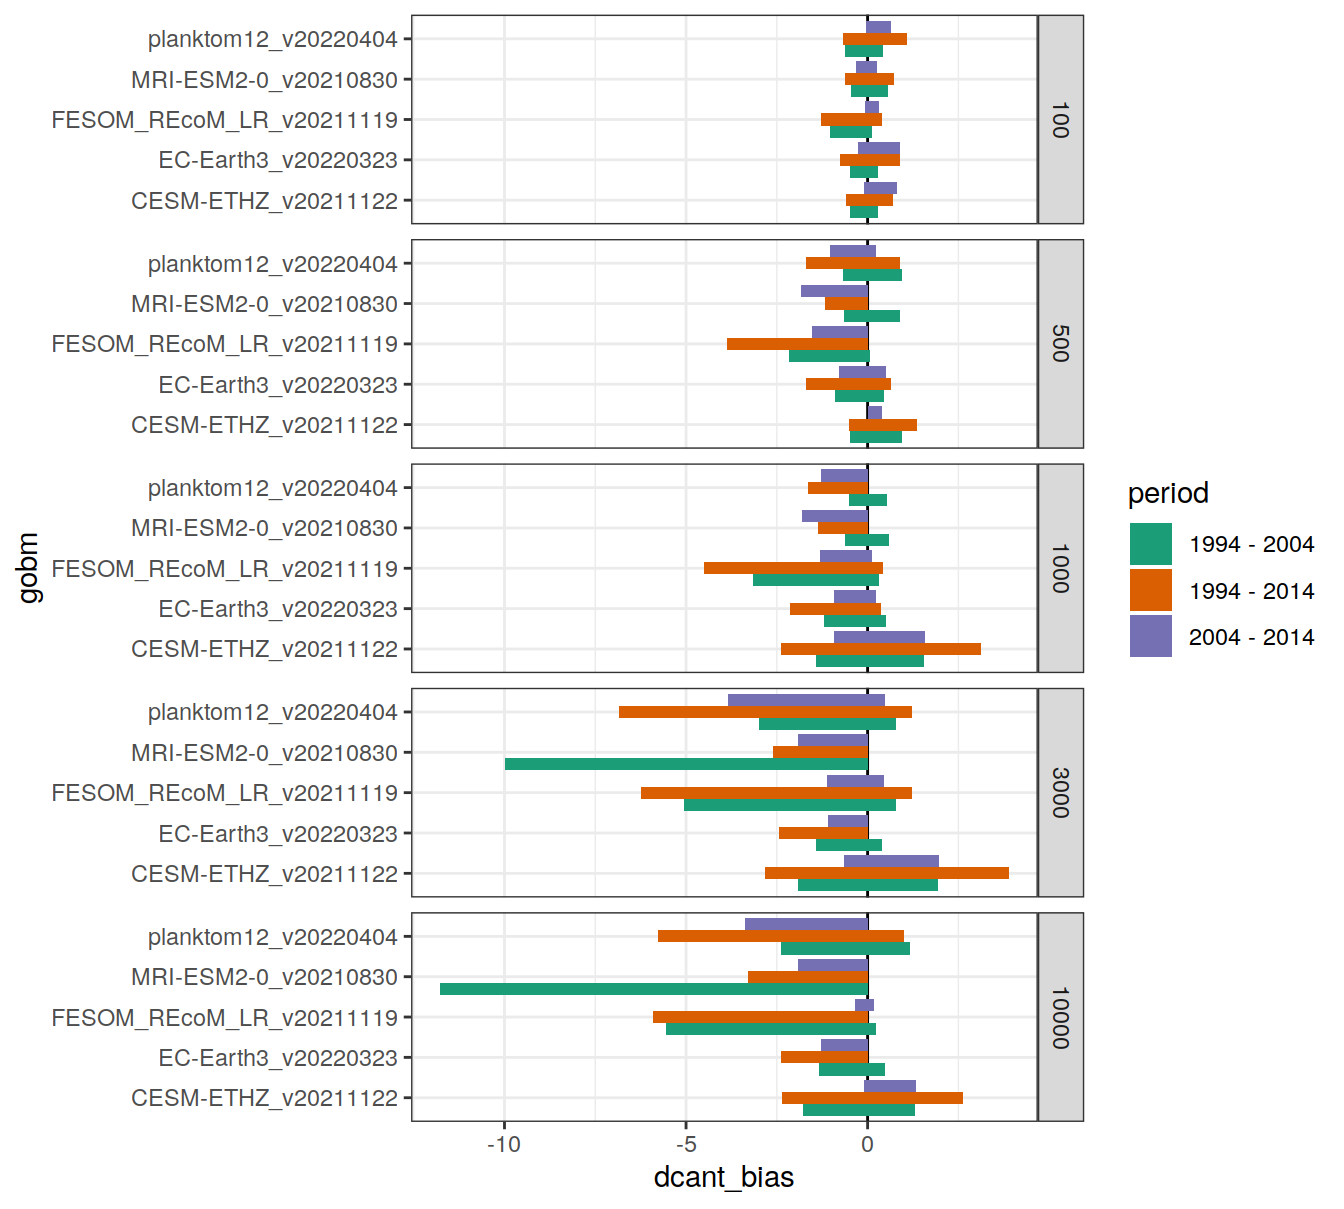 planktom12_v20220404
MRI-ESM2-0_v20210830
FESOM_REcoM_LR_v20211119
EC-Earth3_v20220323
CESM-ETHZ_v20211122
100
planktom12_v20220404
MRI-ESM2-0_v20210830
FESOM_REcoM_LR_v20211119
EC-Earth3_v20220323
CESM-ETHZ_v20211122
500
planktom12_v20220404
MRI-ESM2-0_v20210830
FESOM_REcoM_LR_v20211119
EC-Earth3_v20220323
CESM-ETHZ_v20211122
1000
planktom12_v20220404
MRI-ESM2-0_v20210830
FESOM_REcoM_LR_v20211119
EC-Earth3_v20220323
CESM-ETHZ_v20211122
3000
planktom12_v20220404
MRI-ESM2-0_v20210830
FESOM_REcoM_LR_v20211119
EC-Earth3_v20220323
CESM-ETHZ_v20211122
10000
gobm
-10 -5 0
dcant_bias
period
1994 - 2004
1994 - 2014
2004 - 2014